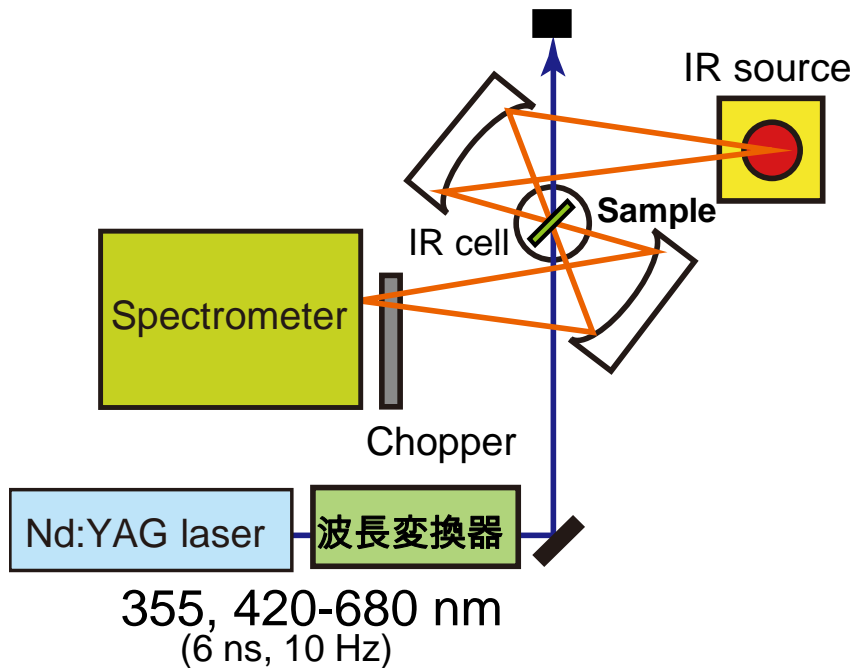 IR source
Sample
IR cell
Spectrometer
Chopper
Nd:YAG laser
波長変換器
355, 420-680 nm
(6 ns, 10 Hz)